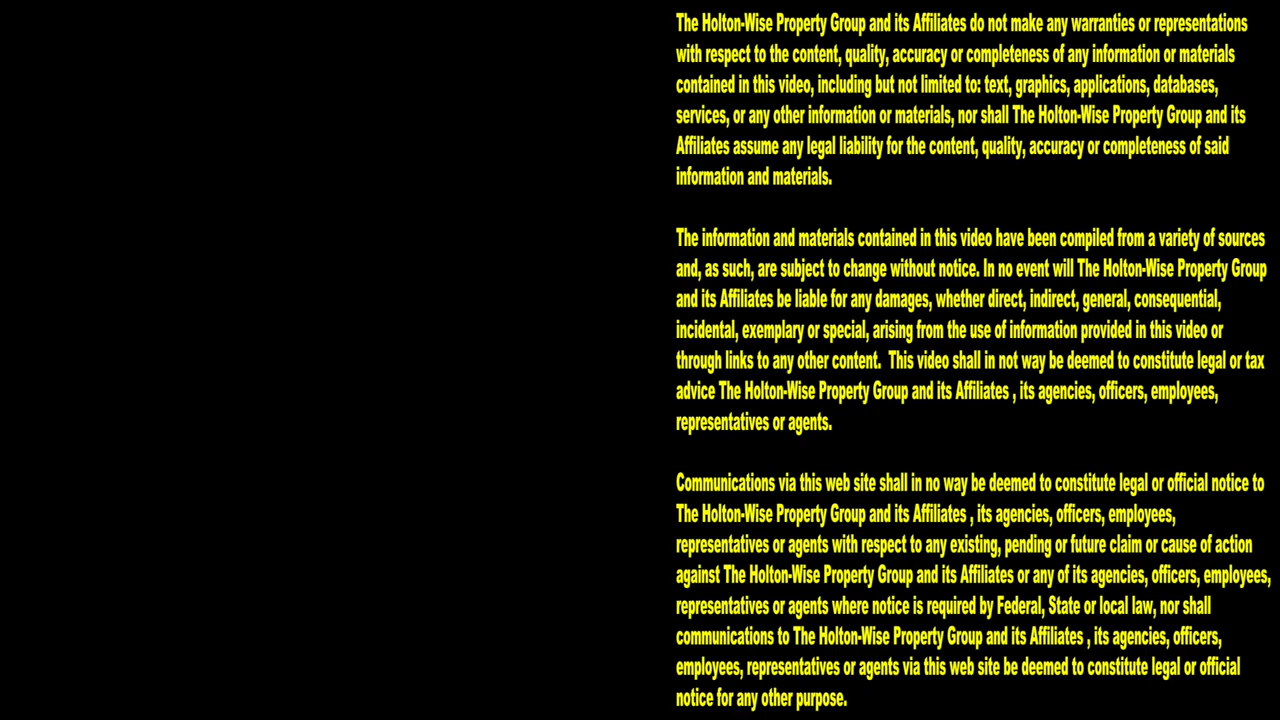 The Holton-Wise Property Group and its Affiliates do not make any warranties or representations
with respect to the content, quality, accuracy or completeness of any information or materials
contained in this video, including but not limited to: text, graphics, applications, databases,
services, or any other information or materials, nor shall The Holton-Wise Property Group and its
Affiliates assume any legal liability for the content, quality, accuracy or completeness of said
information and materials.
The information and materials contained in this video have been compiled from a variety of sources
and, as such, are subject to change without notice. In no event will The Holton-Wise Property Group
and its Affiliates be liable for any damages, whether direct, indirect, general, consequential,
incidental, exemplary or special, arising from the use of information provided in this video or
through links to any other content.  This video shall in not way be deemed to constitute legal or tax
advice The Holton-Wise Property Group and its Affiliates , its agencies, officers, employees,
representatives or agents.
Communications via this web site shall in no way be deemed to constitute legal or official notice to
The Holton-Wise Property Group and its Affiliates , its agencies, officers, employees,
representatives or agents with respect to any existing, pending or future claim or cause of action
against The Holton-Wise Property Group and its Affiliates or any of its agencies, officers, employees,
representatives or agents where notice is required by Federal, State or local law, nor shall
communications to The Holton-Wise Property Group and its Affiliates , its agencies, officers,
employees, representatives or agents via this web site be deemed to constitute legal or official
notice for any other purpose.